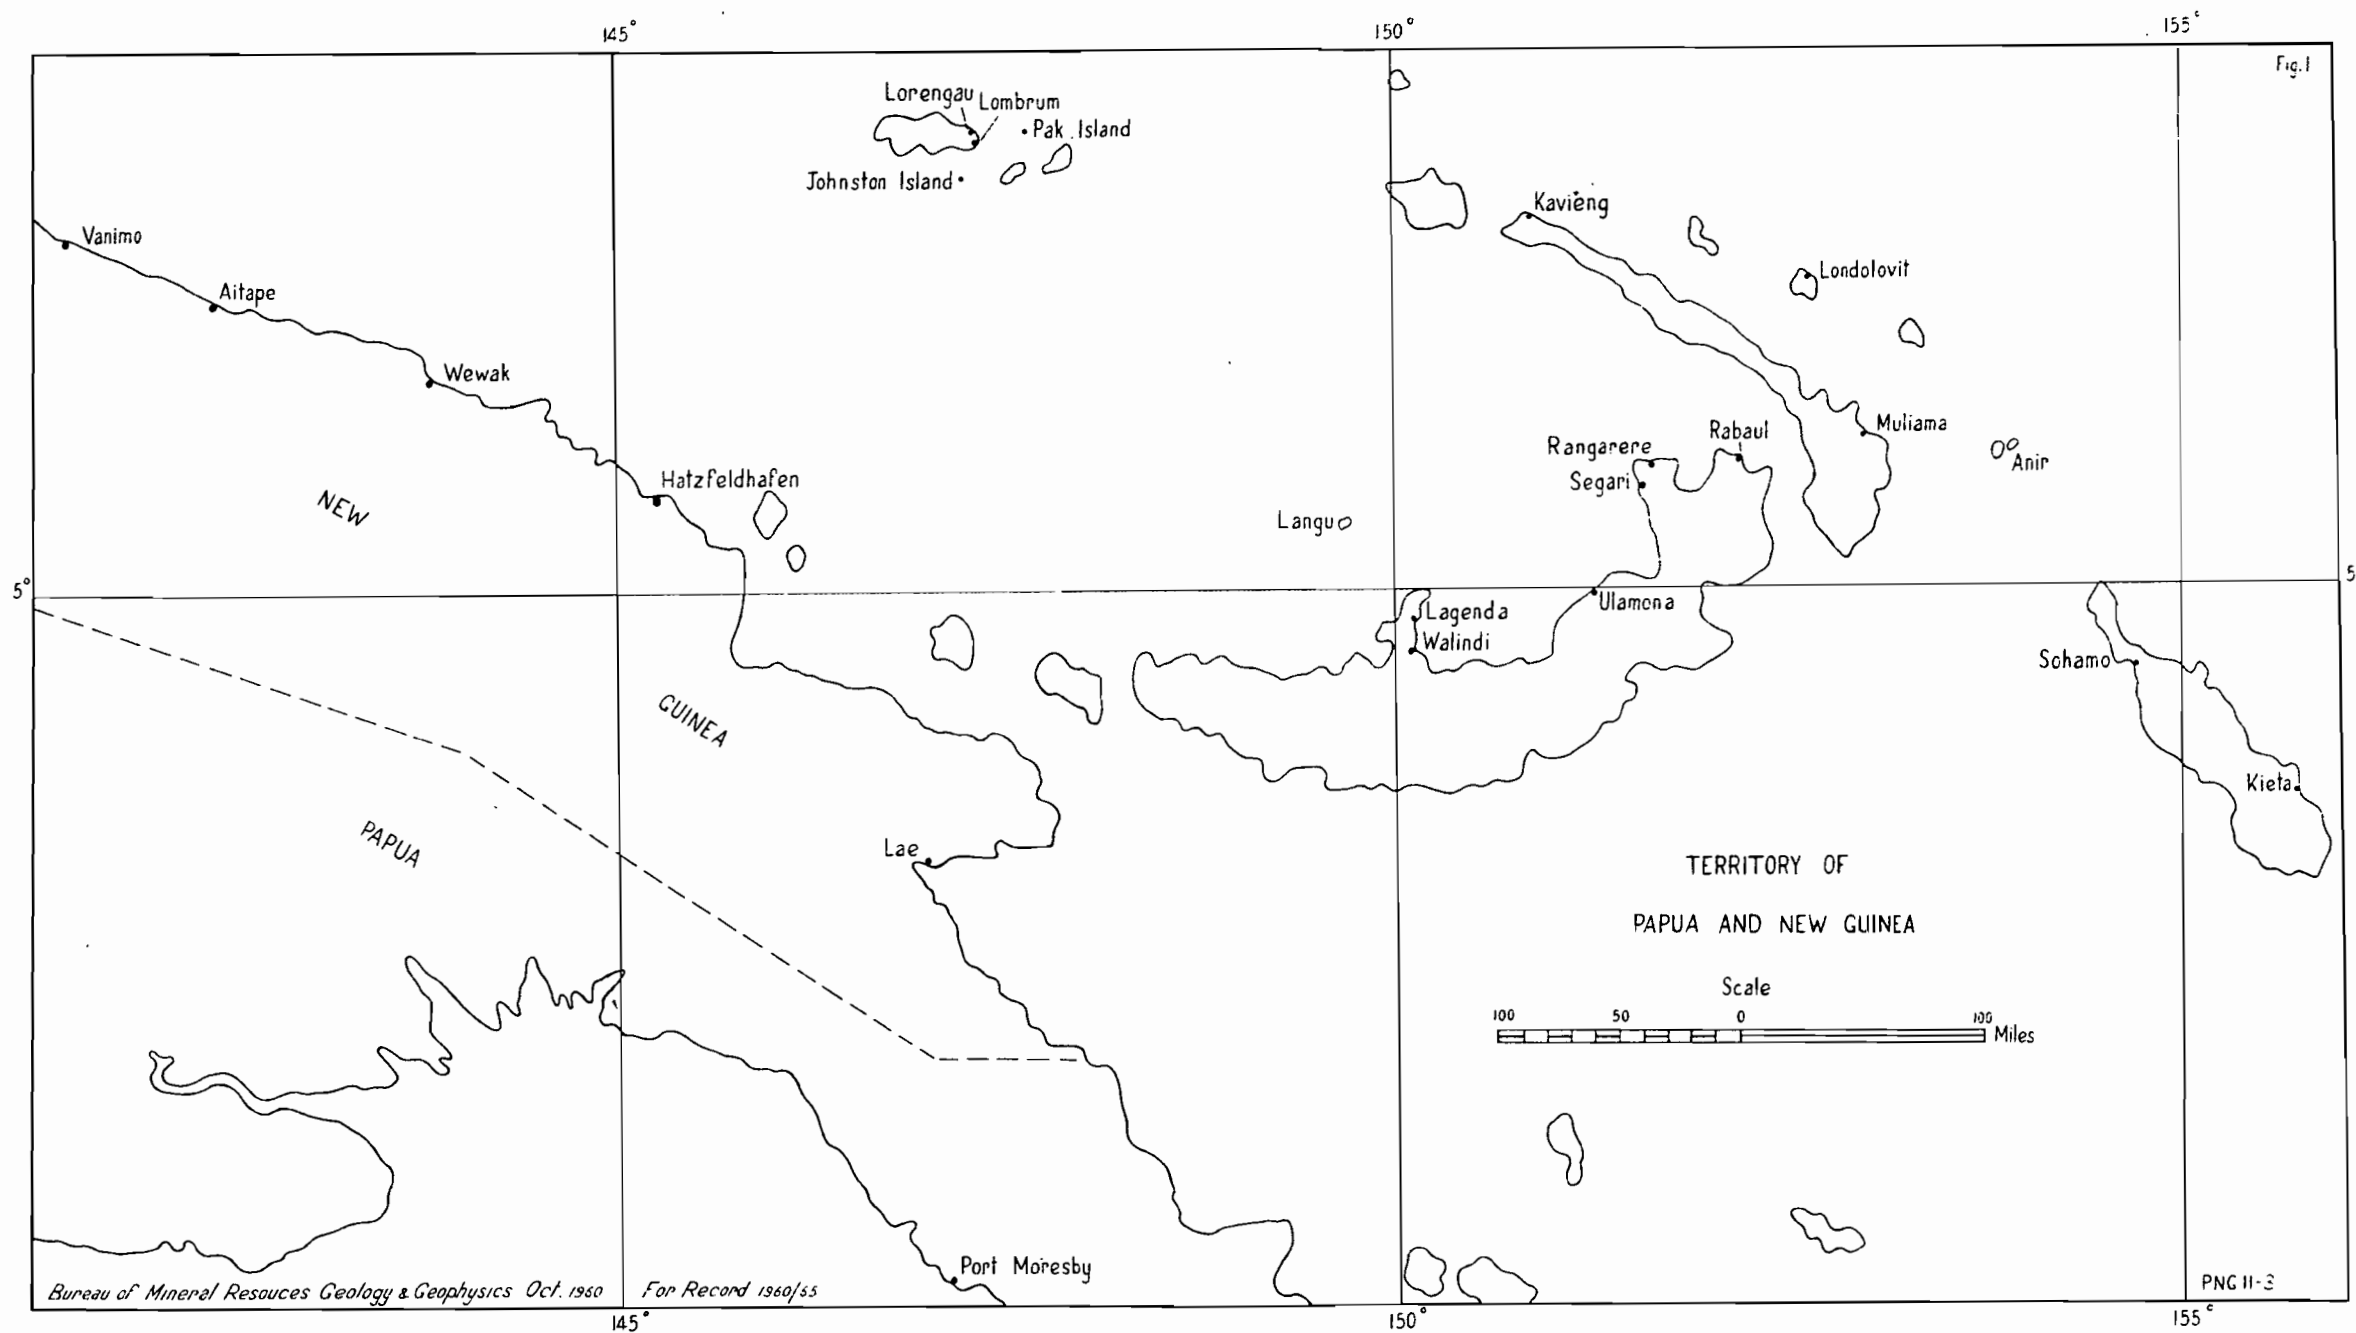 145° 150° 155°
Fig.1
Lorengau
Lombrum
Pak Island
Johnston Island
Kavieng
Vanimo
Londolovit
Aitape
Wewak
Muliama
Rabaul
Rangarere
Anir
Hatzfeldhafen
Segari
NEW
Langu
5° 5
Ulamona
Lagenda
Walindi
Sohamo
GUINEA
Kieta
PAPUA
Lae
TERRITORY OF
PAPUA AND NEW GUINEA
Scale
100 50 0 100
Miles
Port Moresby
Bureau of Mineral Resouces Geology & Geophysics Oct. 1960 For Record 1960/55
PNG 11-3
145° 150° 155°